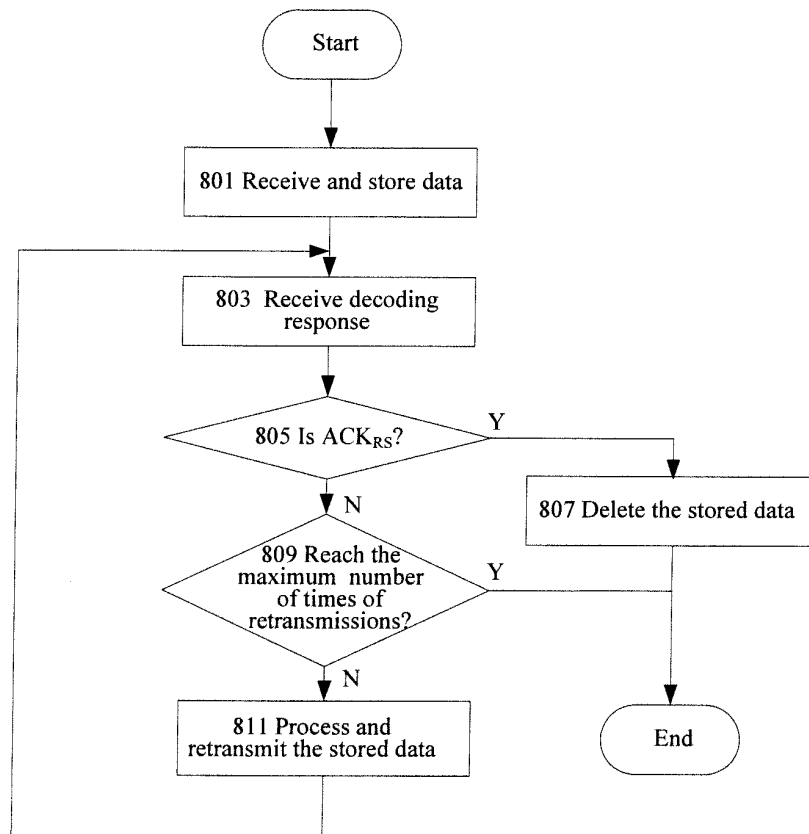 Start
801 Receive and store data
803 Receive decoding
response
805 Is ACKRS?
Y
N
807 Delete the stored data
809 Reach the
maximum number
of times of
retransmissions?
Y
N
811 Process and
retransmit the stored data
End